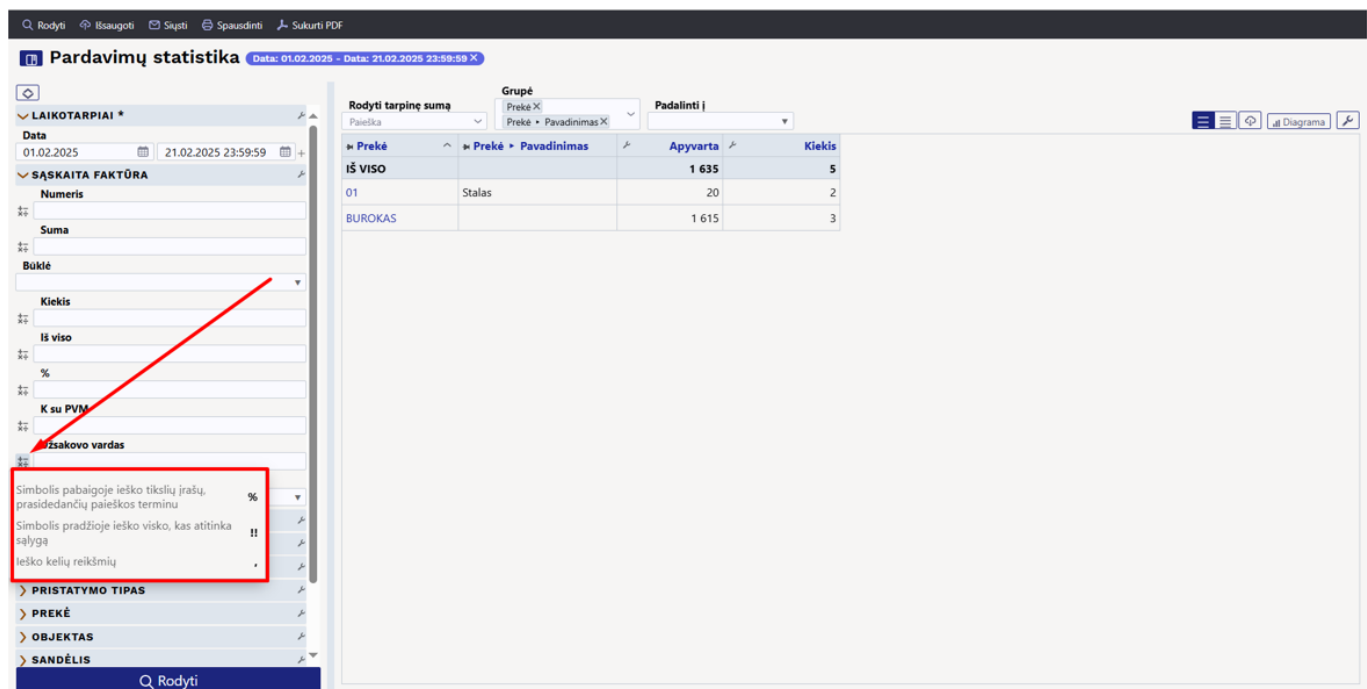 Rodyti Išsaugoti Siųsti Spausdinti Sukurti PDF
Pardavimų statistika Data: 01.02.2025 - Data: 21.02.2025 23:59:59 X
LAIKOTARPIAI *
Data
01.02.2025 21.02.2025 23:59:59 +
SĄSKAITA FAKTŪRA
Numeris
Suma
Būklė
Kiekis
Iš viso
%
K su PVM
Užsakovo vardas
Simbolis pabaigoje ieško tikslių įrašų,
prasidedančių paieškos terminu %
Simbolis pradžioje ieško visko, kas atitinka
sąlygą !!
Ieško kelių reikšmių ,
PRISTATYMO TIPAS
PREKĖ
OBJEKTAS
SANDĖLIS
Rodyti
Rodyti tarpinę sumą Grupė Padalinti į
Paieška Prekė X
Prekė ‣ Pavadinimas X
Diagrama
Prekė Prekė ‣ Pavadinimas Apyvarta Kiekis
IŠ VISO 1 635 5
01 Stalas 20 2
BUROKAS 1 615 3